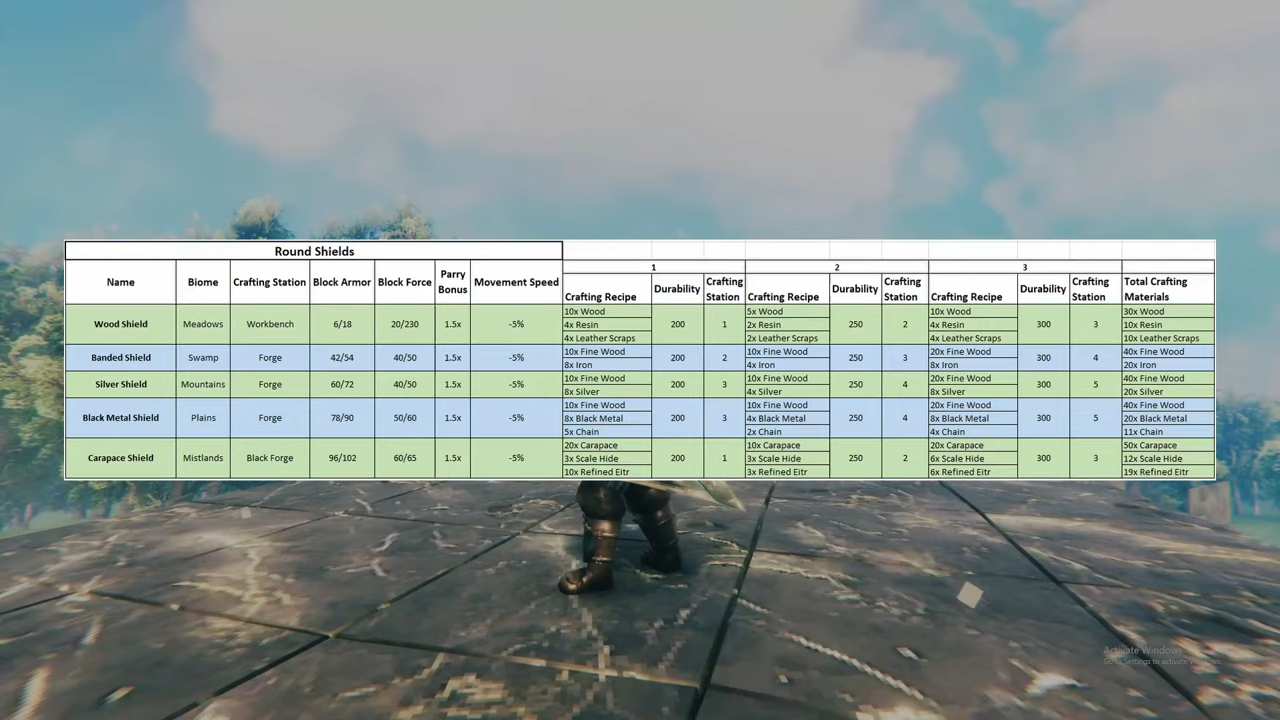 Round Shields
1 2 3
Name Biome Crafting Station Block Armor Block Force Parry Bonus Movement Speed Crafting Recipe Durability Crafting Station Crafting Recipe Durability Crafting Station Crafting Recipe Durability Crafting Station Total Crafting Materials
Wood Shield Meadows Workbench 6/18 20/230 1.5x -5% 10x Wood 4x Resin 4x Leather Scraps 200 1 5x Wood 2x Resin 2x Leather Scraps 250 2 10x Wood 4x Resin 4x Leather Scraps 300 3 30x Wood 10x Resin 10x Leather Scraps
Banded Shield Swamp Forge 42/54 40/50 1.5x -5% 10x Fine Wood 8x Iron 200 2 10x Fine Wood 4x Iron 250 3 20x Fine Wood 8x Iron 300 4 40x Fine Wood 20x Iron
Silver Shield Mountains Forge 60/72 40/50 1.5x -5% 10x Fine Wood 8x Silver 200 3 10x Fine Wood 4x Silver 250 4 20x Fine Wood 8x Silver 300 5 40x Fine Wood 20x Silver
Black Metal Shield Plains Forge 78/90 50/60 1.5x -5% 10x Fine Wood 8x Black Metal 5x Chain 200 3 10x Fine Wood 4x Black Metal 2x Chain 250 4 20x Fine Wood 8x Black Metal 4x Chain 300 5 40x Fine Wood 20x Black Metal 11x Chain
Carapace Shield Mistlands Black Forge 96/102 60/65 1.5x -5% 20x Carapace 3x Scale Hide 10x Refined Eitr 200 1 10x Carapace 3x Scale Hide 3x Refined Eitr 250 2 20x Carapace 6x Scale Hide 6x Refined Eitr 300 3 50x Carapace 12x Scale Hide 19x Refined Eitr
Activate Windows
Go to Settings to activate Windows.